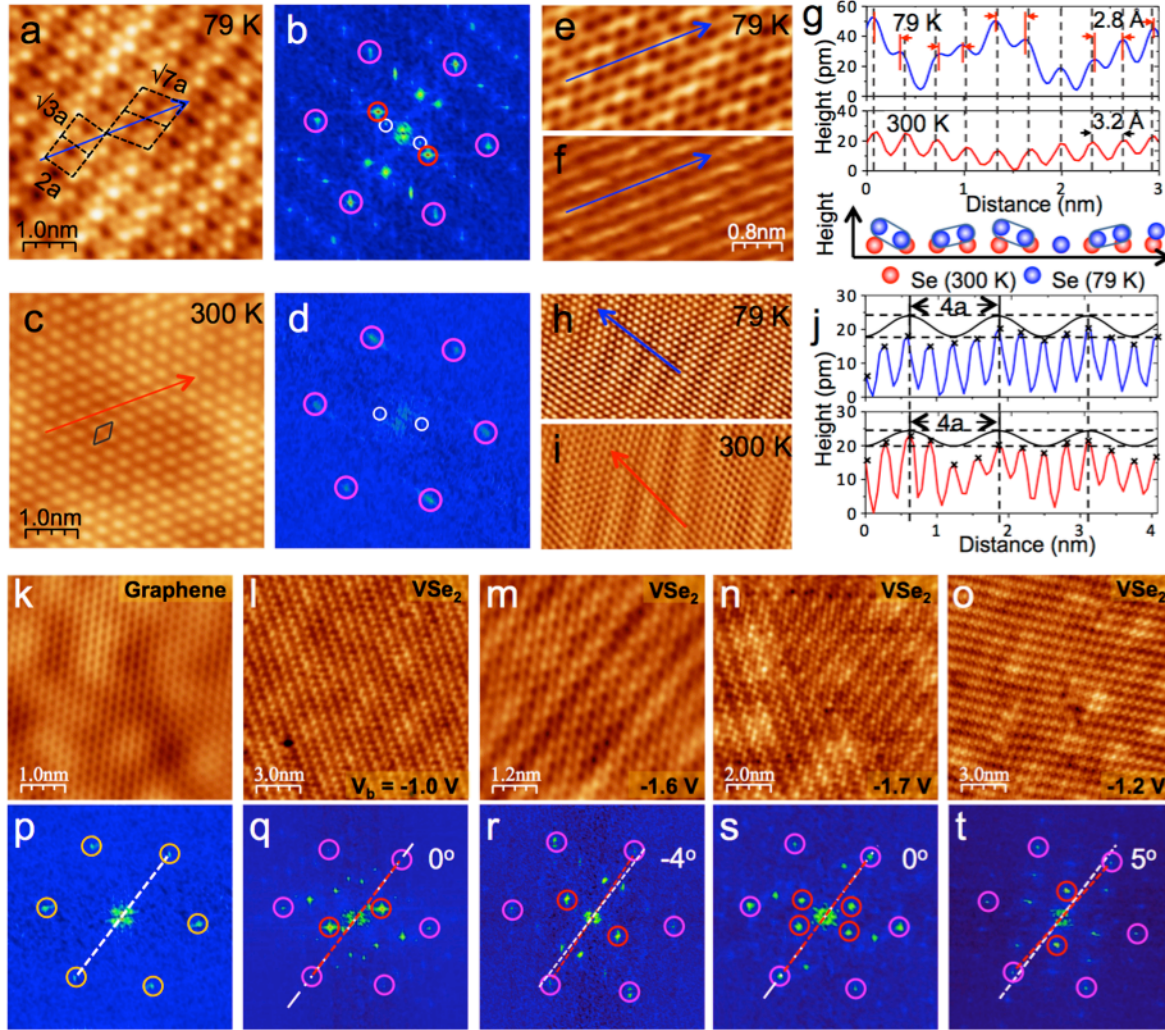 a
79 K
√7a
√3a
2a
1.0nm
b
e
f
0.8nm
g
79 K
2.8 Å
Height (pm)
60
40
20
0
40
300 K
3.2 Å
20
0
0 1 2 3
Distance (nm)
Height
Se (300 K) Se (79 K)
c
300 K
1.0nm
d
h
79 K
i
300 K
j
30
4a
20
10
0
30
4a
20
10
0
Height (pm)
0 1 2 3 4
Distance (nm)
k
Graphene
1.0nm
l
VSe2
3.0nm
Vb = -1.0 V
m
VSe2
1.2nm
-1.6 V
n
VSe2
2.0nm
-1.7 V
o
VSe2
3.0nm
-1.2 V
p
q
0°
r
-4°
s
0°
t
5°